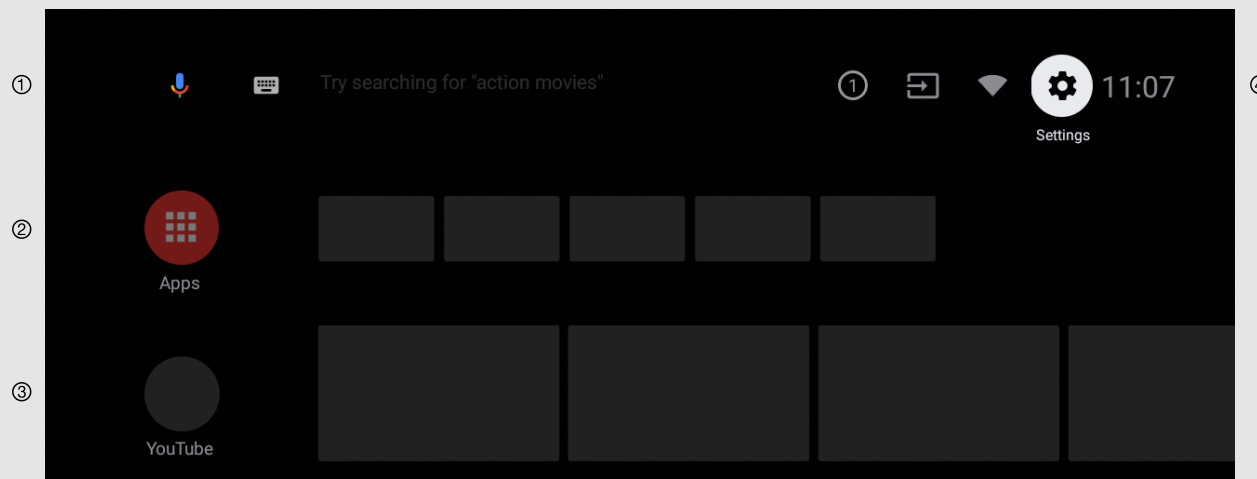 ① Try searching for "action movies" 1 11:07
Settings
②
Apps
③
YouTube